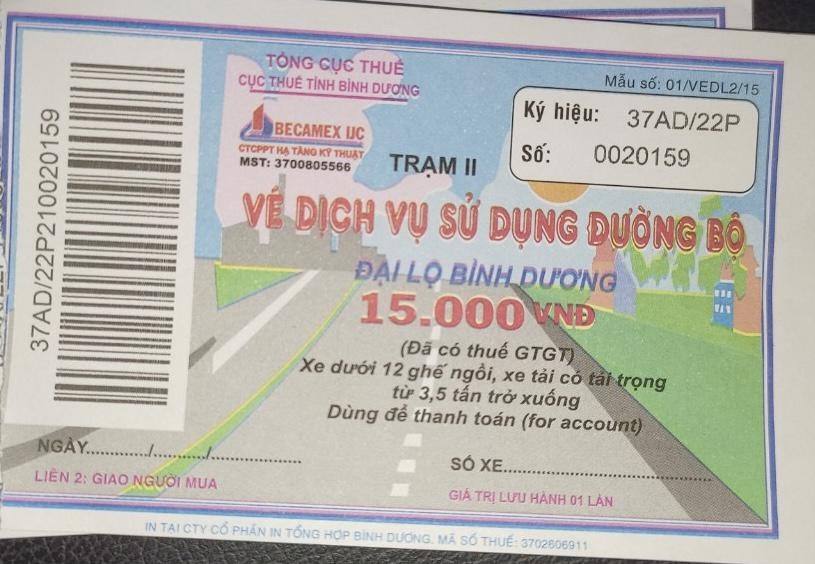 TỔNG CỤC THUẾ
CỤC THUẾ TỈNH BÌNH DƯƠNG
Mẫu số: 01/VEDL2/15
BECAMEX IJC
CTCPPT HẠ TẦNG KỸ THUẬT
MST: 3700805566
TRẠM II
Ký hiệu: 37AD/22P
Số: 0020159
37AD/22P210020159
VÉ DỊCH VỤ SỬ DỤNG ĐƯỜNG BỘ
ĐẠI LỘ BÌNH DƯƠNG
15.000 VNĐ
(Đã có thuế GTGT)
Xe dưới 12 ghế ngồi, xe tải có tải trọng
từ 3,5 tấn trở xuống
Dùng để thanh toán (for account)
NGÀY............/............/......................
SỐ XE..............................................
LIÊN 2: GIAO NGƯỜI MUA
GIÁ TRỊ LƯU HÀNH 01 LẦN
IN TẠI CTY CỔ PHẦN IN TỔNG HỢP BÌNH DƯƠNG. MÃ SỐ THUẾ: 3702606911